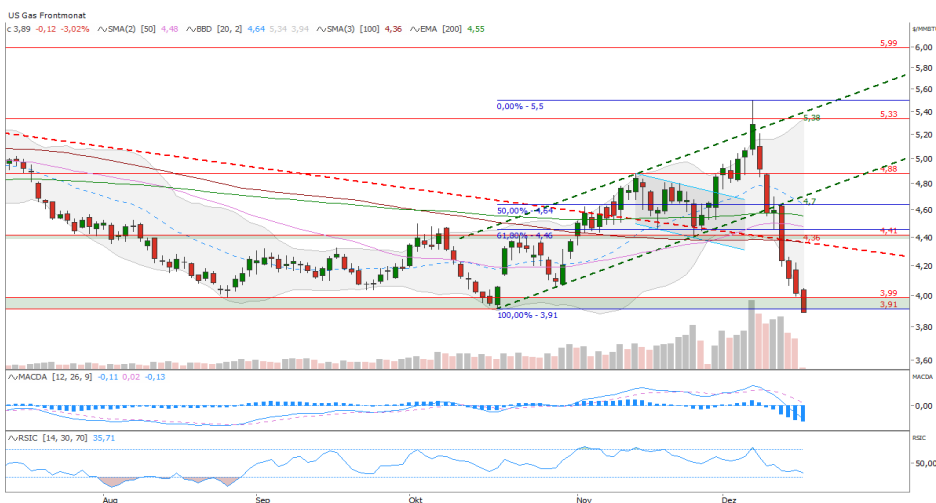 US Gas Frontmonat
c 3,89 -0,12 -3,02% SMA(2) [50] 4,48 BBD [20, 2] 4,64 5,34 3,94 SMA(3) [100] 4,36 EMA [200] 4,55
$/MMBTU
5,99
6,00
5,80
5,60
0,00% - 5,5
5,38
5,33
5,40
5,20
5,00
4,88
4,80
4,7
50,00% - 4,64
4,60
61,80% - 4,46
4,41
4,36
4,40
4,20
3,99
4,00
3,91
100,00% - 3,91
3,80
3,60
MACDA [12, 26, 9] -0,11 0,02 -0,13
MACDA
0,00
RSIC [14, 30, 70] 35,71
RSIC
50,00
Aug Sep Okt Nov Dez